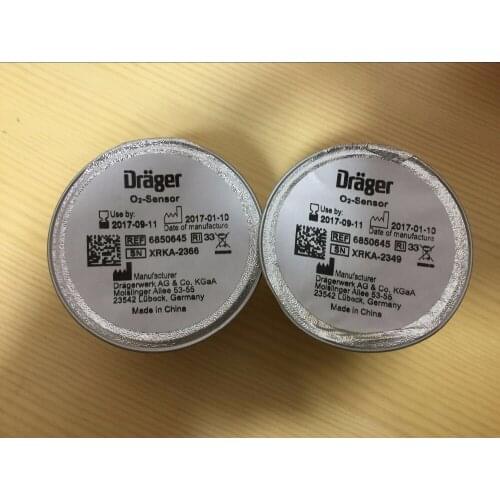 Dräger
O₂-Sensor
Use by:
2017-09-11
2017-01-10
Date of manufacture
REF 6850645 RI 33
SN XRKA-2366
Manufacturer
Drägerwerk AG & Co. KGaA
Moislinger Allee 53-55
23542 Lübeck, Germany
Made in China
Dräger
O₂-Sensor
Use by:
2017-09-11
2017-01-10
Date of manufacture
REF 6850645 RI 33
SN XRKA-2349
Manufacturer
Drägerwerk AG & Co. KGaA
Moislinger Allee 53-55
23542 Lübeck, Germany
Made in China